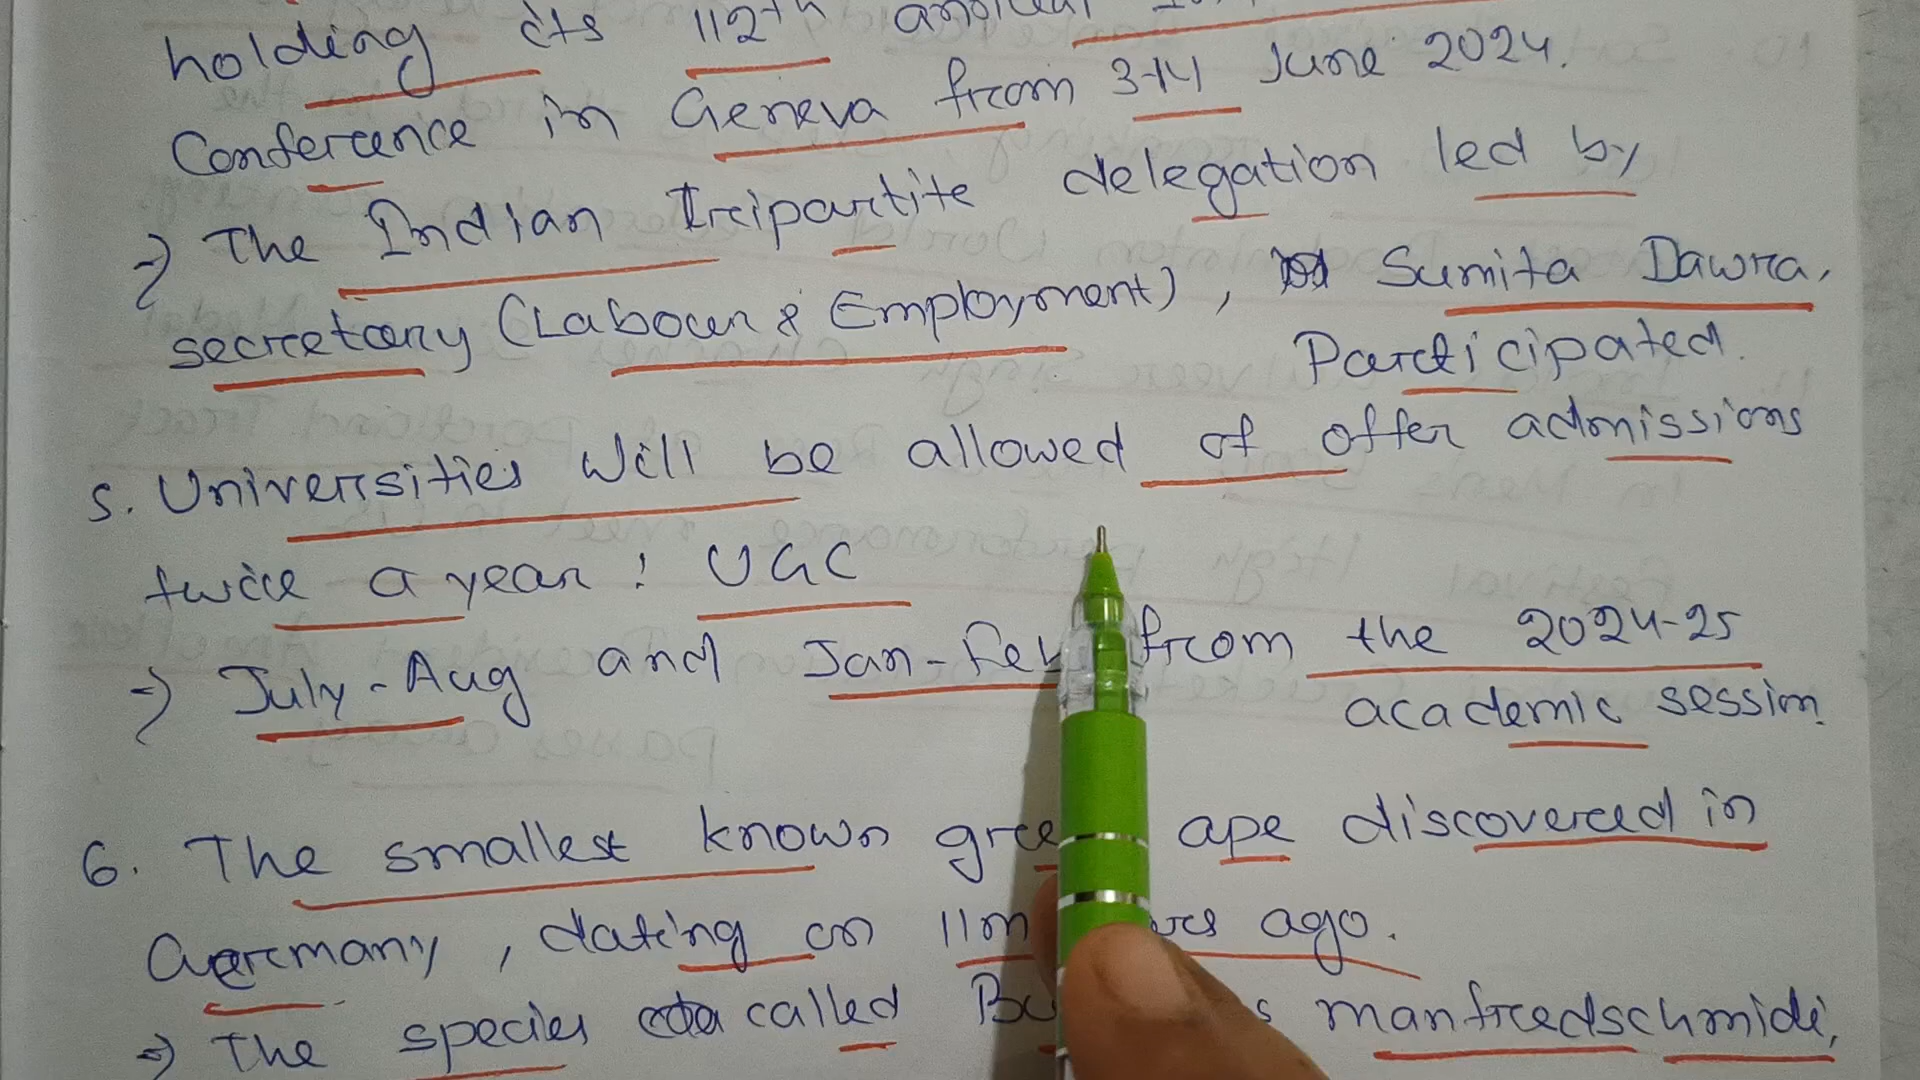 holding its 112th annual
Conference in Geneva from 3-14 June 2024.
=) The Indian Tripartite delegation led by
secretary (Labour & Employment), Sumita Dawra,
Participated.
5. Universities will be allowed of offer admissions
twice a year : UGC
=) July-Aug and Jan-Feb from the 2024-25
academic session
6. The smallest known great ape discovered in
Germany, dating on 11m ago.
=) The species called manfredschmidi,